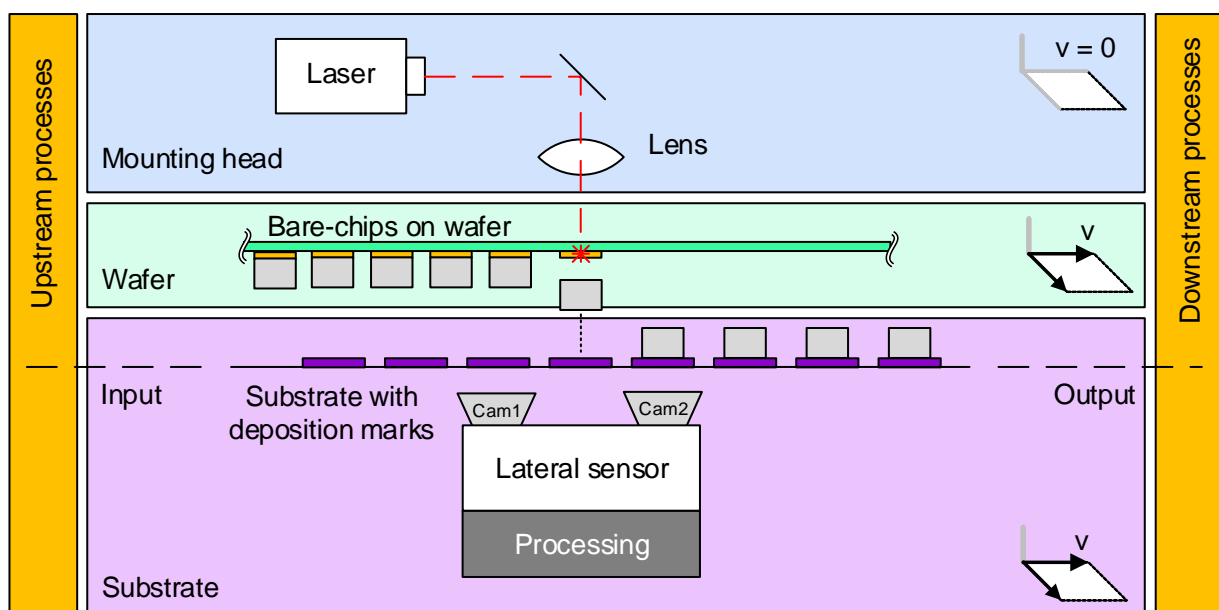 Upstream processes
Laser
Mounting head
Lens
v = 0
Bare-chips on wafer
Wafer
v
Input
Substrate with
deposition marks
Cam1
Cam2
Output
Lateral sensor
Processing
Substrate
v
Downstream processes